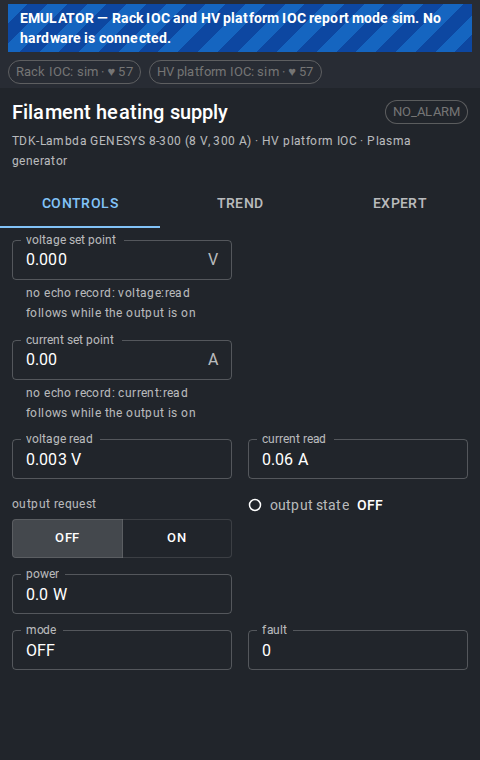 EMULATOR — Rack IOC and HV platform IOC report mode sim. No
hardware is connected.
Rack IOC: sim · ♥ 57
HV platform IOC: sim · ♥ 57
Filament heating supply
NO_ALARM
TDK-Lambda GENESYS 8-300 (8 V, 300 A) · HV platform IOC · Plasma
generator
CONTROLS
TREND
EXPERT
voltage set point
0.000 V
no echo record: voltage:read
follows while the output is on
current set point
0.00 A
no echo record: current:read
follows while the output is on
voltage read
0.003 V
current read
0.06 A
output request
OFF
ON
output state OFF
power
0.0 W
mode
OFF
fault
0